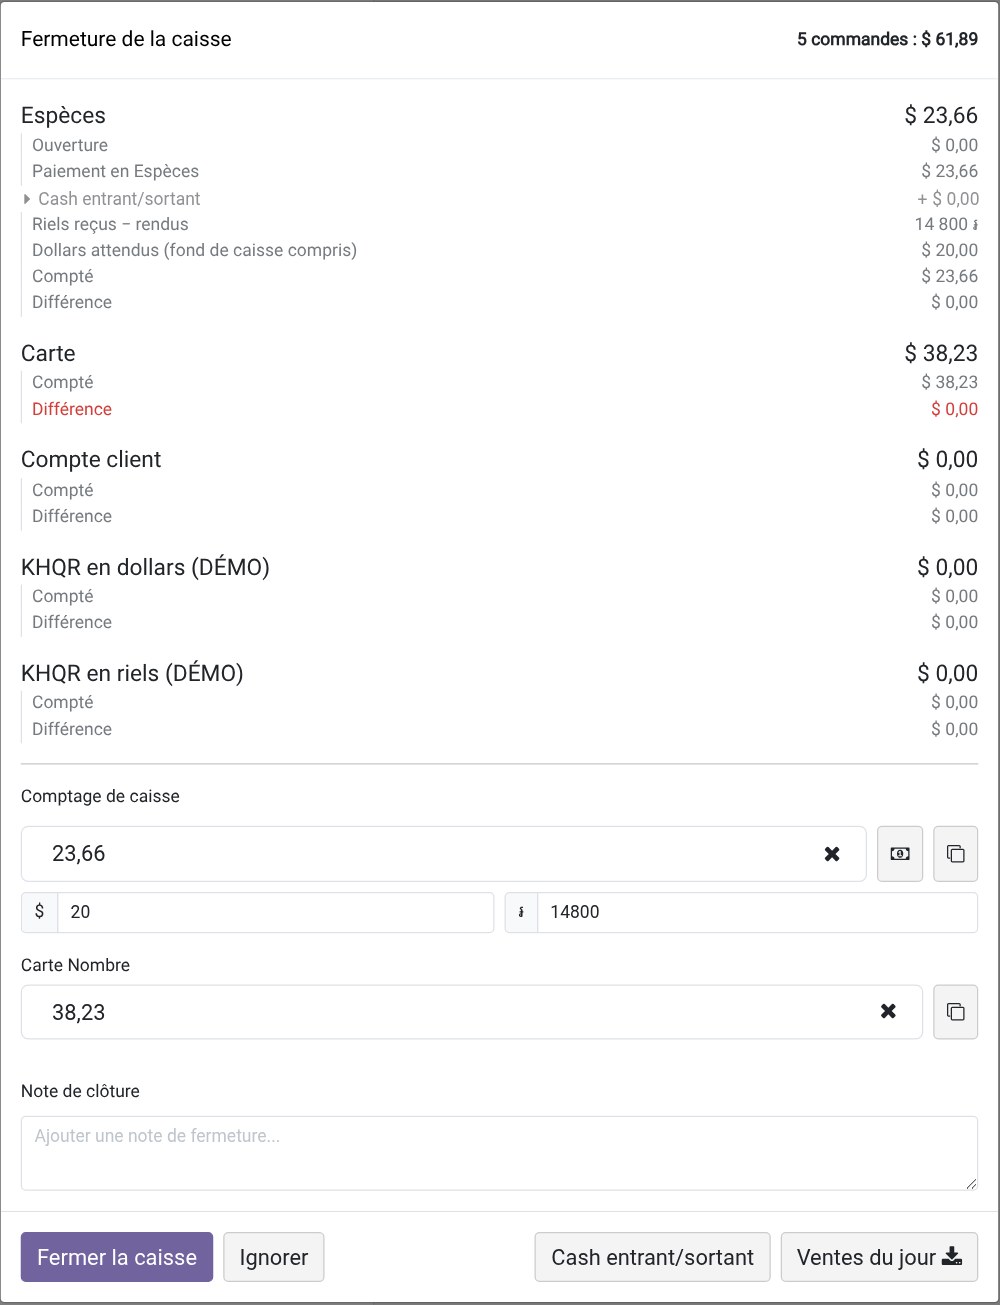 Fermeture de la caisse 5 commandes : $ 61,89
Espèces $ 23,66
Ouverture $ 0,00
Paiement en Espèces $ 23,66
Cash entrant/sortant + $ 0,00
Riels reçus − rendus 14 800 ៛
Dollars attendus (fond de caisse compris) $ 20,00
Compté $ 23,66
Différence $ 0,00
Carte $ 38,23
Compté $ 38,23
Différence $ 0,00
Compte client $ 0,00
Compté $ 0,00
Différence $ 0,00
KHQR en dollars (DÉMO) $ 0,00
Compté $ 0,00
Différence $ 0,00
KHQR en riels (DÉMO) $ 0,00
Compté $ 0,00
Différence $ 0,00
Comptage de caisse
23,66
$ 20 ៛ 14800
Carte Nombre
38,23
Note de clôture
Ajouter une note de fermeture...
Fermer la caisse Ignorer Cash entrant/sortant Ventes du jour